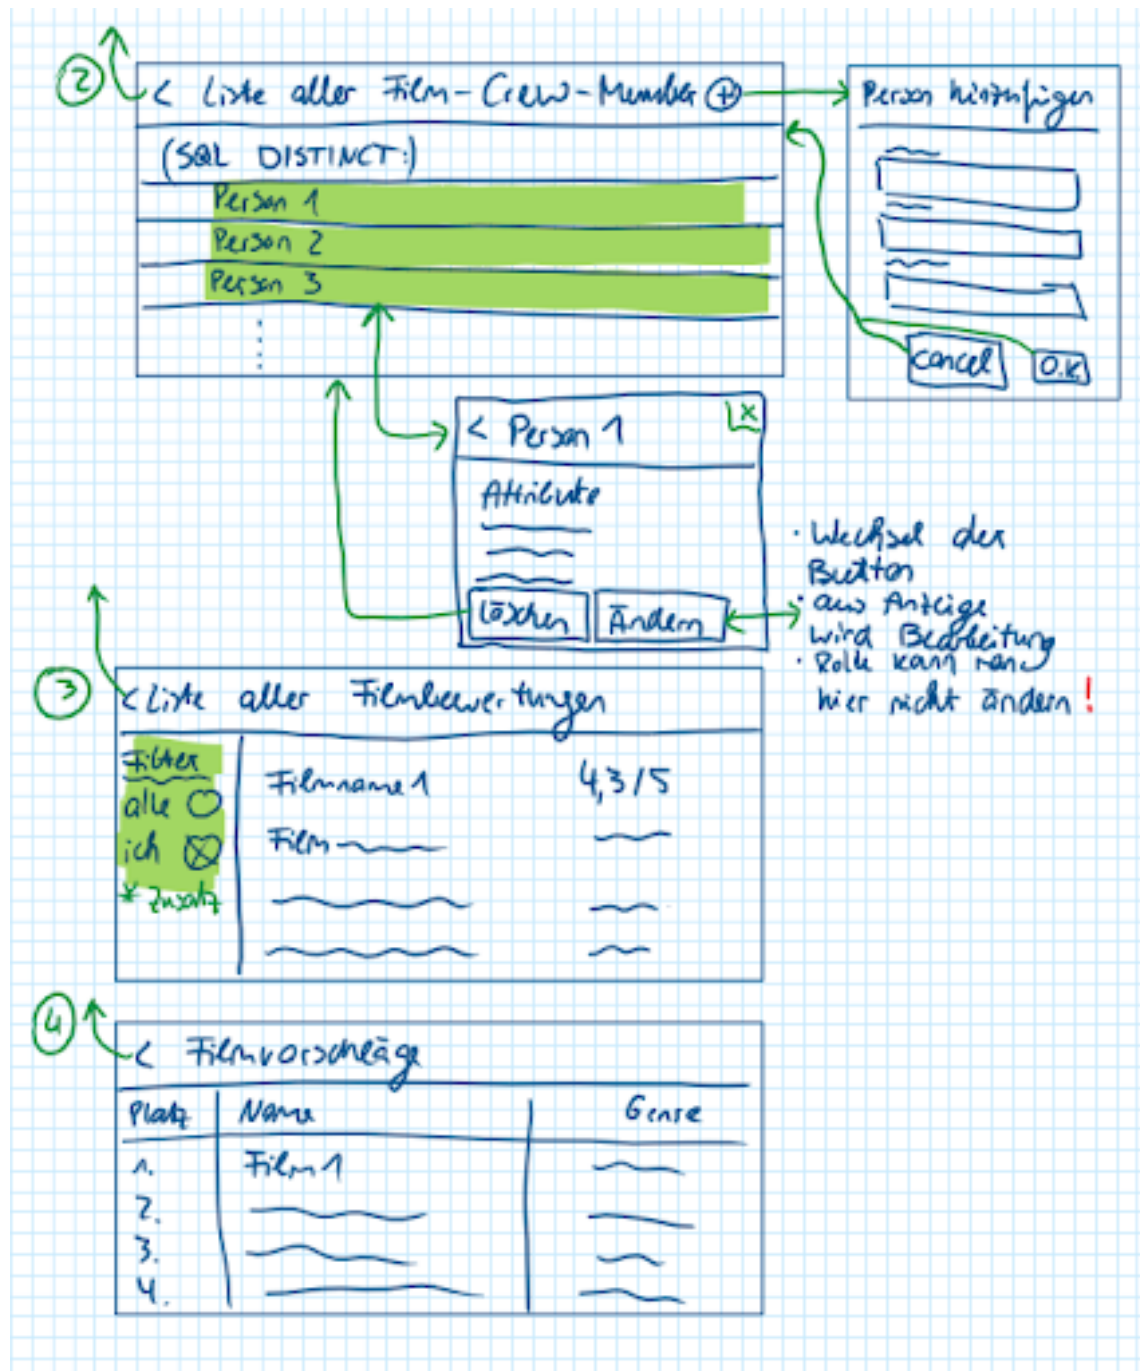 2
< Liste aller Film-Crew-Member +
Person hinzufügen
(SQL DISTINCT:)
Person 1
Person 2
Person 3
cancel
O.K.
< Person 1
x
Attribute
Löschen
Ändern
· Wechsel der
Button
· aus Anzeige
wird Bearbeitung
· Rolle kann man
hier nicht ändern!
3
< Liste aller Filmbewertungen
Filter
alle
ich
* Zusatz
Filmname 1 4,3/5
Film
4
< Filmvorschläge
Platz Name Genre
1. Film 1
2.
3.
4.